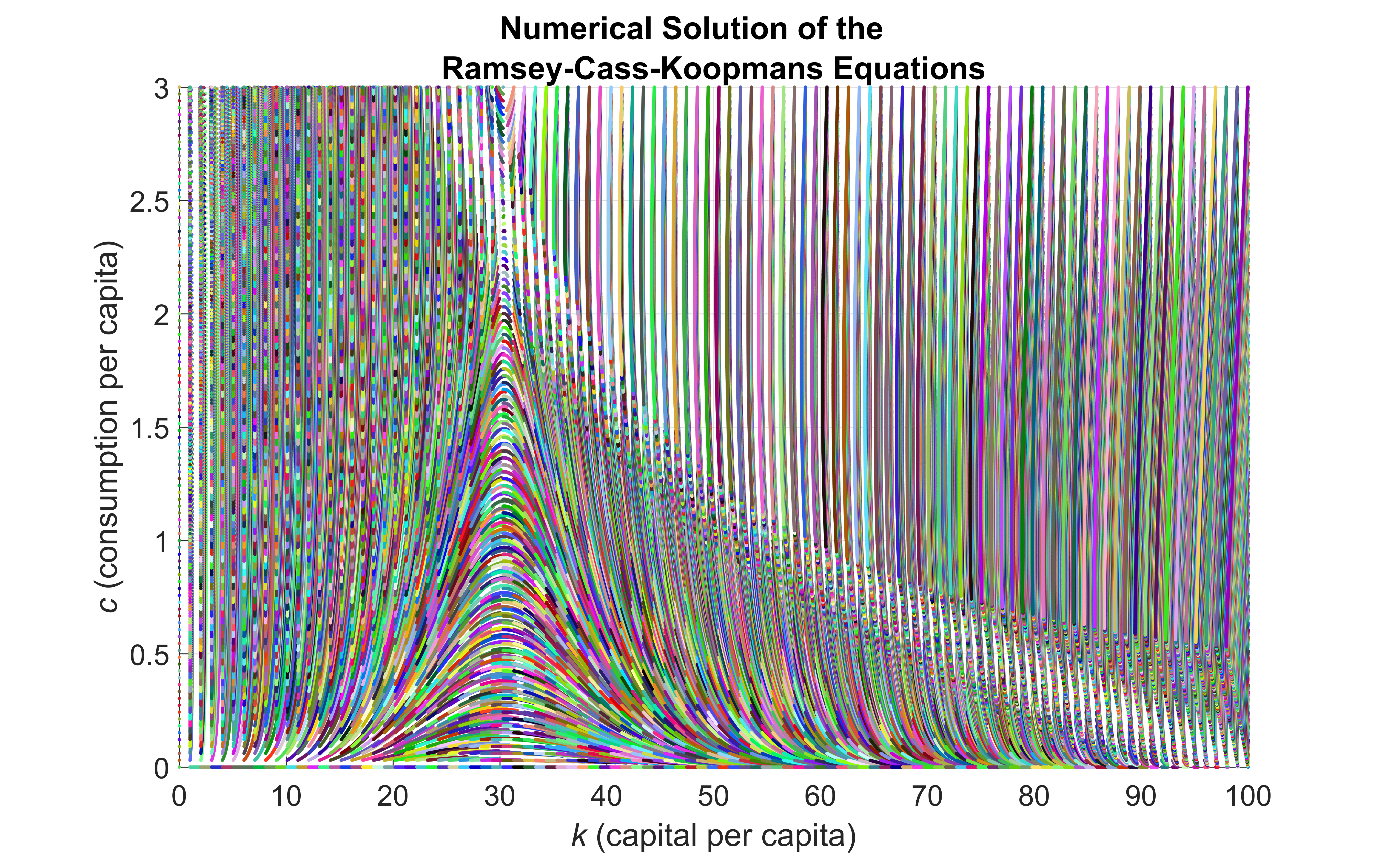 Numerical Solution of the
Ramsey-Cass-Koopmans Equations
3
2.5
2
1.5
1
0.5
0
c (consumption per capita)
0 10 20 30 40 50 60 70 80 90 100
k (capital per capita)